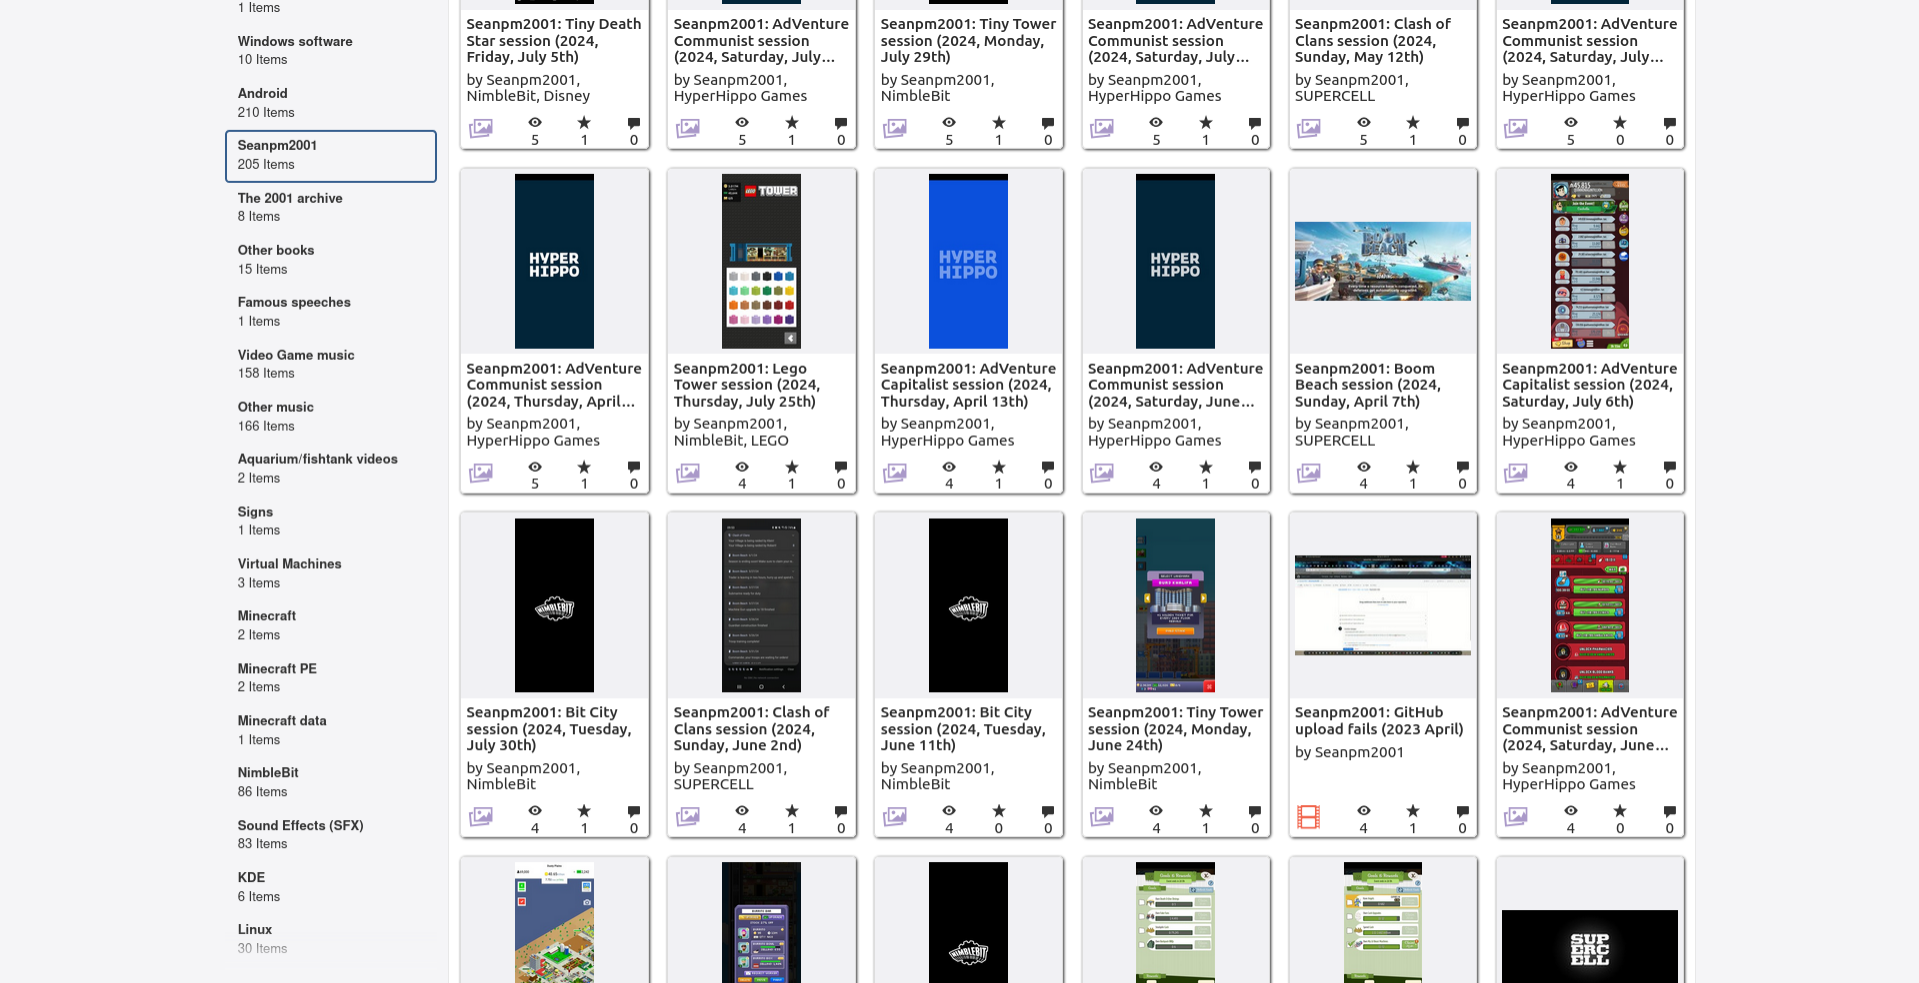 1 Items
Windows software
10 Items
Android
210 Items
Seanpm2001
205 Items
The 2001 archive
8 Items
Other books
15 Items
Famous speeches
1 Items
Video Game music
158 Items
Other music
166 Items
Aquarium/fishtank videos
2 Items
Signs
1 Items
Virtual Machines
3 Items
Minecraft
2 Items
Minecraft PE
2 Items
Minecraft data
1 Items
NimbleBit
86 Items
Sound Effects (SFX)
83 Items
KDE
6 Items
Linux
30 Items
Seanpm2001: Tiny Death
Star session (2024,
Friday, July 5th)
by Seanpm2001,
NimbleBit, Disney
5 1 0
Seanpm2001: AdVenture
Communist session
(2024, Saturday, July...
by Seanpm2001,
HyperHippo Games
5 1 0
Seanpm2001: Tiny Tower
session (2024, Monday,
July 29th)
by Seanpm2001,
NimbleBit
5 1 0
Seanpm2001: AdVenture
Communist session
(2024, Saturday, July...
by Seanpm2001,
HyperHippo Games
5 1 0
Seanpm2001: Clash of
Clans session (2024,
Sunday, May 12th)
by Seanpm2001,
SUPERCELL
5 1 0
Seanpm2001: AdVenture
Communist session
(2024, Saturday, July...
by Seanpm2001,
HyperHippo Games
5 0 0
HYPER
HIPPO
Seanpm2001: AdVenture
Communist session
(2024, Thursday, April...
by Seanpm2001,
HyperHippo Games
5 1 0
LEGO TOWER
Seanpm2001: Lego
Tower session (2024,
Thursday, July 25th)
by Seanpm2001,
NimbleBit, LEGO
4 1 0
HYPER
HIPPO
Seanpm2001: AdVenture
Capitalist session (2024,
Thursday, April 13th)
by Seanpm2001,
HyperHippo Games
4 1 0
HYPER
HIPPO
Seanpm2001: AdVenture
Communist session
(2024, Saturday, June...
by Seanpm2001,
HyperHippo Games
4 1 0
BOOM
BEACH
Seanpm2001: Boom
Beach session (2024,
Sunday, April 7th)
by Seanpm2001,
SUPERCELL
4 1 0
Seanpm2001: AdVenture
Capitalist session (2024,
Saturday, July 6th)
by Seanpm2001,
HyperHippo Games
4 1 0
NIMBLEBIT
Seanpm2001: Bit City
session (2024, Tuesday,
July 30th)
by Seanpm2001,
NimbleBit
4 1 0
Seanpm2001: Clash of
Clans session (2024,
Sunday, June 2nd)
by Seanpm2001,
SUPERCELL
4 1 0
NIMBLEBIT
Seanpm2001: Bit City
session (2024, Tuesday,
June 11th)
by Seanpm2001,
NimbleBit
4 0 0
Seanpm2001: Tiny Tower
session (2024, Monday,
June 24th)
by Seanpm2001,
NimbleBit
4 1 0
Seanpm2001: GitHub
upload fails (2023 April)
by Seanpm2001
4 1 0
Seanpm2001: AdVenture
Communist session
(2024, Saturday, June...
by Seanpm2001,
HyperHippo Games
4 0 0
NIMBLEBIT
SUP
ERC
ELL